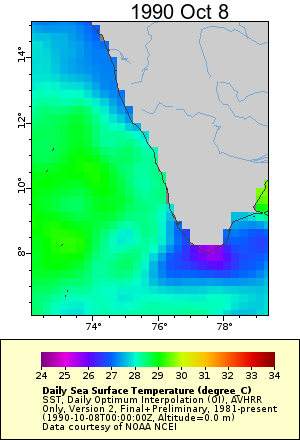 1990 Oct 8
14°
12°
10°
8°
74°
76°
78°
24 25 26 27 28 29 30 31 32 33 34
Daily Sea Surface Temperature (degree_C)
SST, Daily Optimum Interpolation (OI), AVHRR
Only, Version 2, Final+Preliminary, 1981-present
(1990-10-08T00:00:00Z, Altitude=0.0 m)
Data courtesy of NOAA NCEI